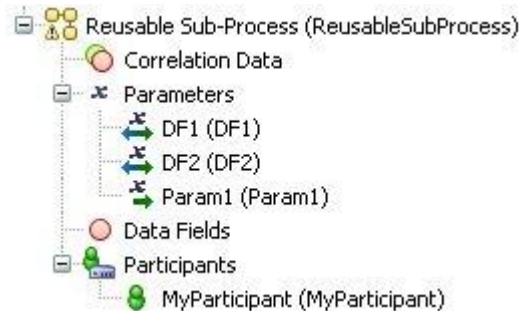 Reusable Sub-Process (ReusableSubProcess)
Correlation Data
Parameters
DF1 (DF1)
DF2 (DF2)
Param1 (Param1)
Data Fields
Participants
MyParticipant (MyParticipant)